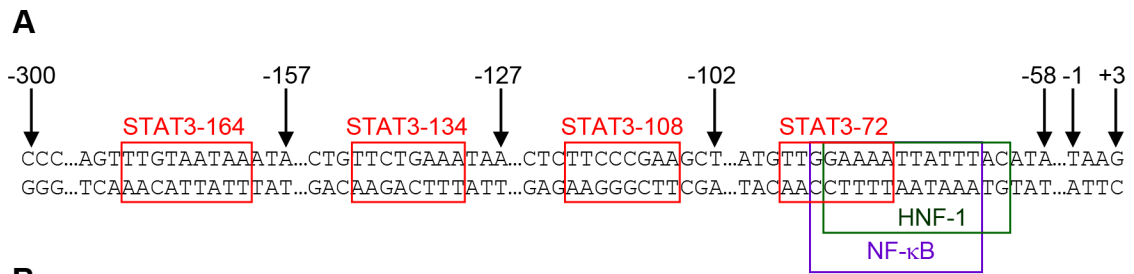 A
-300 -157 -127 -102 -58 -1 +3
STAT3-164 STAT3-134 STAT3-108 STAT3-72
CCC...AGTTTGTAATAAATA...CTGTTCTGAAATAA...CTCTTCCCGAAGCT...ATGTTGGAAAATTATTTACATA...TAAG
GGG...TCAAACATTATTTAT...GACAAGACTTTATT...GAGAAGGGCTTCGA...TACAACCTTTTAATAAATGTAT...ATTC
HNF-1
NF-κB